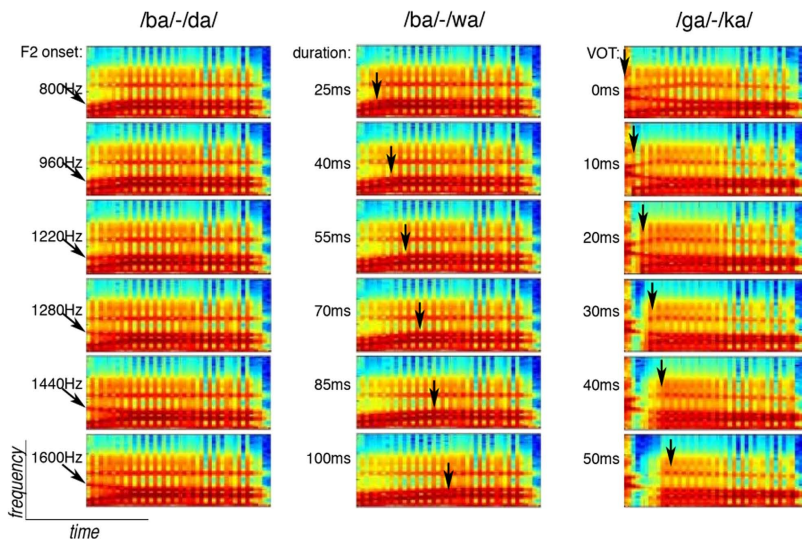 /ba/-/da/
F2 onset:
800Hz
960Hz
1220Hz
1280Hz
1440Hz
1600Hz
frequency
time
/ba/-/wa/
duration:
25ms
40ms
55ms
70ms
85ms
100ms
/ga/-/ka/
VOT:
0ms
10ms
20ms
30ms
40ms
50ms